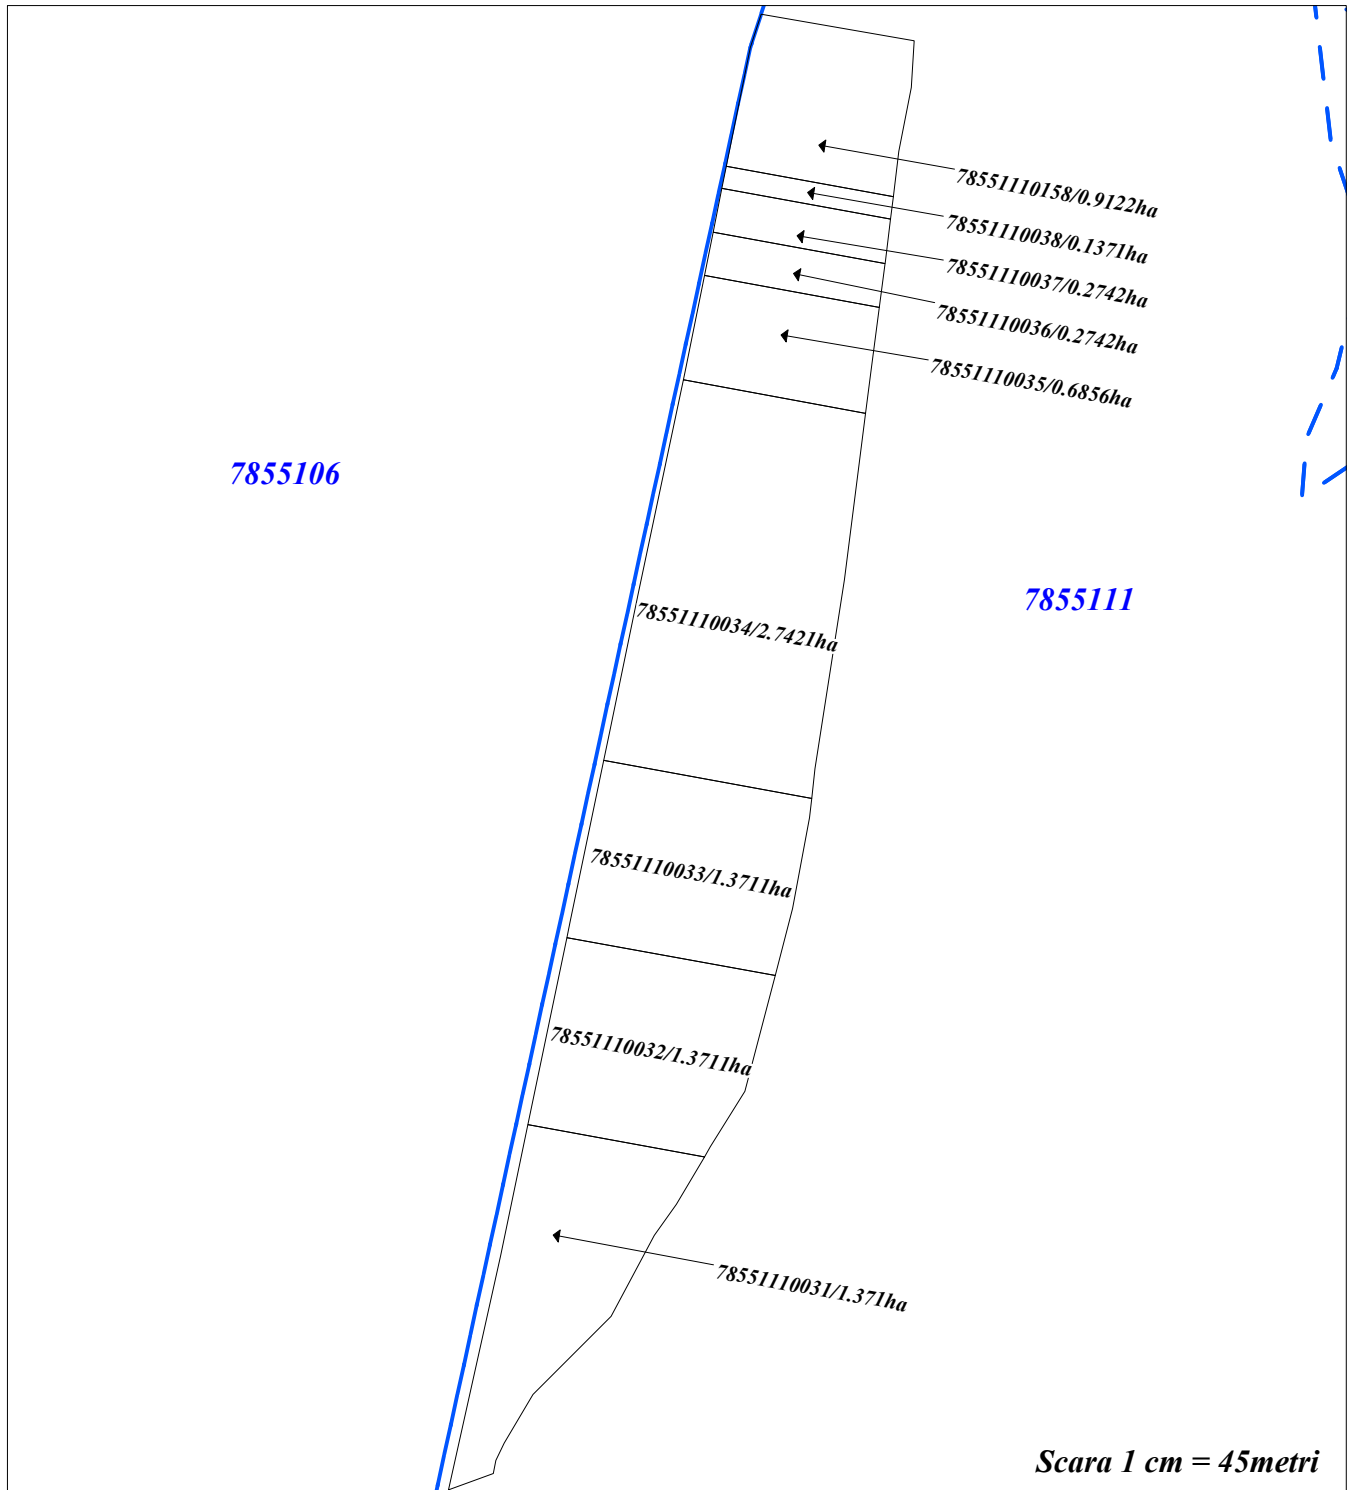 78551110158/0.9122ha
78551110038/0.1371ha
78551110037/0.2742ha
78551110036/0.2742ha
78551110035/0.6856ha
7855106
7855111
78551110034/2.7421ha
78551110033/1.3711ha
78551110032/1.3711ha
78551110031/1.371ha
Scara 1 cm = 45metri